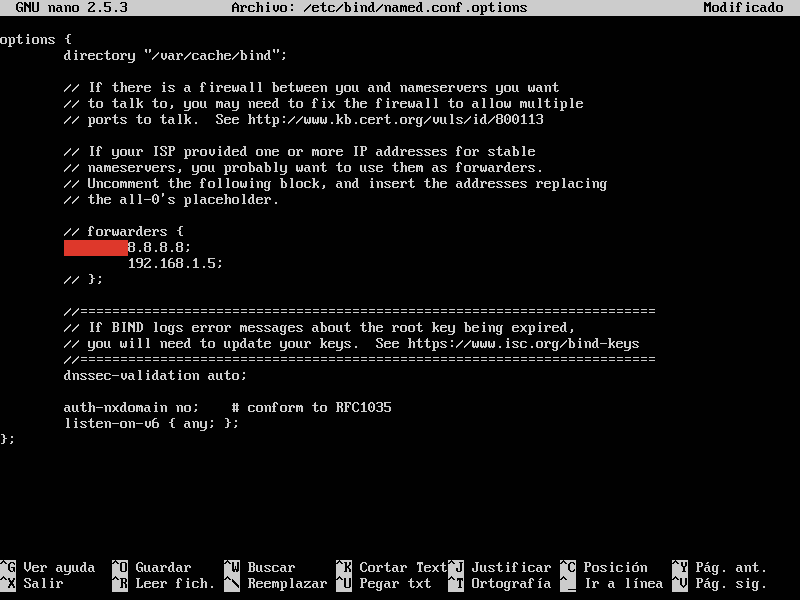 GNU nano 2.5.3 Archivo: /etc/bind/named.conf.options Modificado
options {
directory "/var/cache/bind";
// If there is a firewall between you and nameservers you want
// to talk to, you may need to fix the firewall to allow multiple
// ports to talk.  See http://www.kb.cert.org/vuls/id/800113
// If your ISP provided one or more IP addresses for stable
// nameservers, you probably want to use them as forwarders.
// Uncomment the following block, and insert the addresses replacing
// the all-0's placeholder.
// forwarders {
8.8.8.8;
192.168.1.5;
// };
//========================================================================
// If BIND logs error messages about the root key being expired,
// you will need to update your keys.  See https://www.isc.org/bind-keys
//========================================================================
dnssec-validation auto;
auth-nxdomain no;    # conform to RFC1035
listen-on-v6 { any; };
};
^G Ver ayuda ^O Guardar ^W Buscar ^K Cortar Text ^J Justificar ^C Posición ^Y Pág. ant.
^X Salir ^R Leer fich. ^\ Reemplazar ^U Pegar txt ^T Ortografía ^_ Ir a línea ^V Pág. sig.